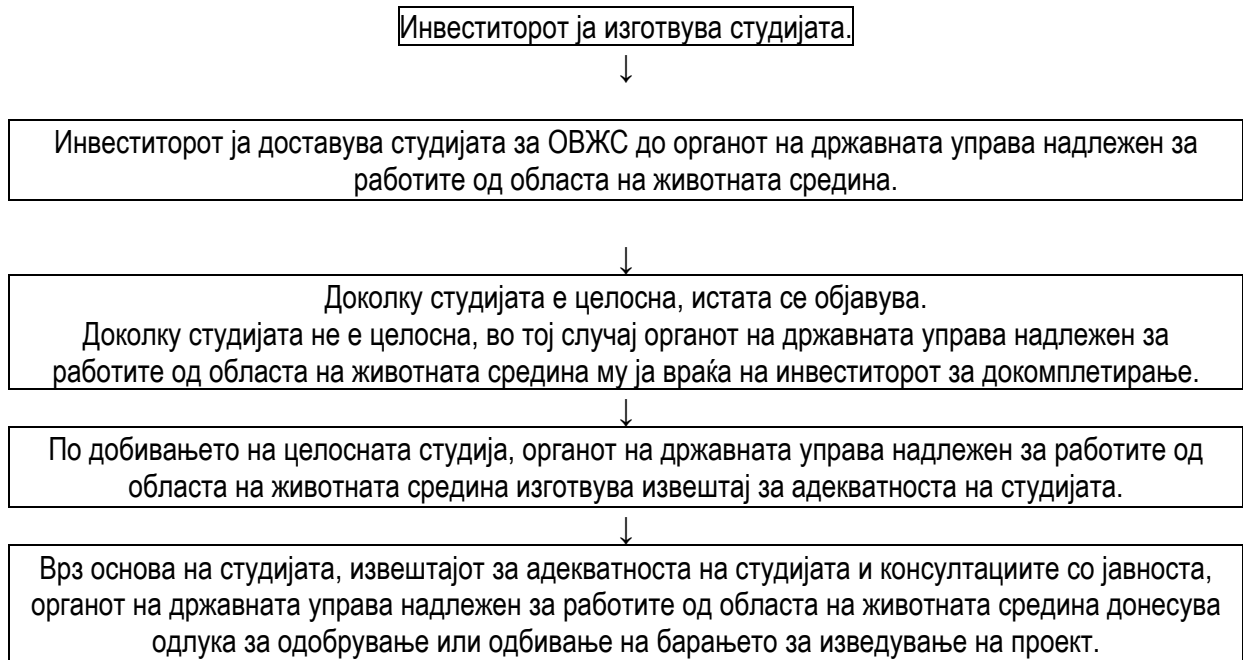 Инвеститорот ја изготвува студијата.
↓
Инвеститорот ја доставува студијата за ОВЖС до органот на државната управа надлежен за
работите од областа на животната средина.
↓
Доколку студијата е целосна, истата се објавува.
Доколку студијата не е целосна, во тој случај органот на државната управа надлежен за
работите од областа на животната средина му ја враќа на инвеститорот за докомплетирање.
↓
По добивањето на целосната студија, органот на државната управа надлежен за работите од
областа на животната средина изготвува извештај за адекватноста на студијата.
↓
Врз основа на студијата, извештајот за адекватноста на студијата и консултациите со јавноста,
органот на државната управа надлежен за работите од областа на животната средина донесува
одлука за одобрување или одбивање на барањето за изведување на проект.